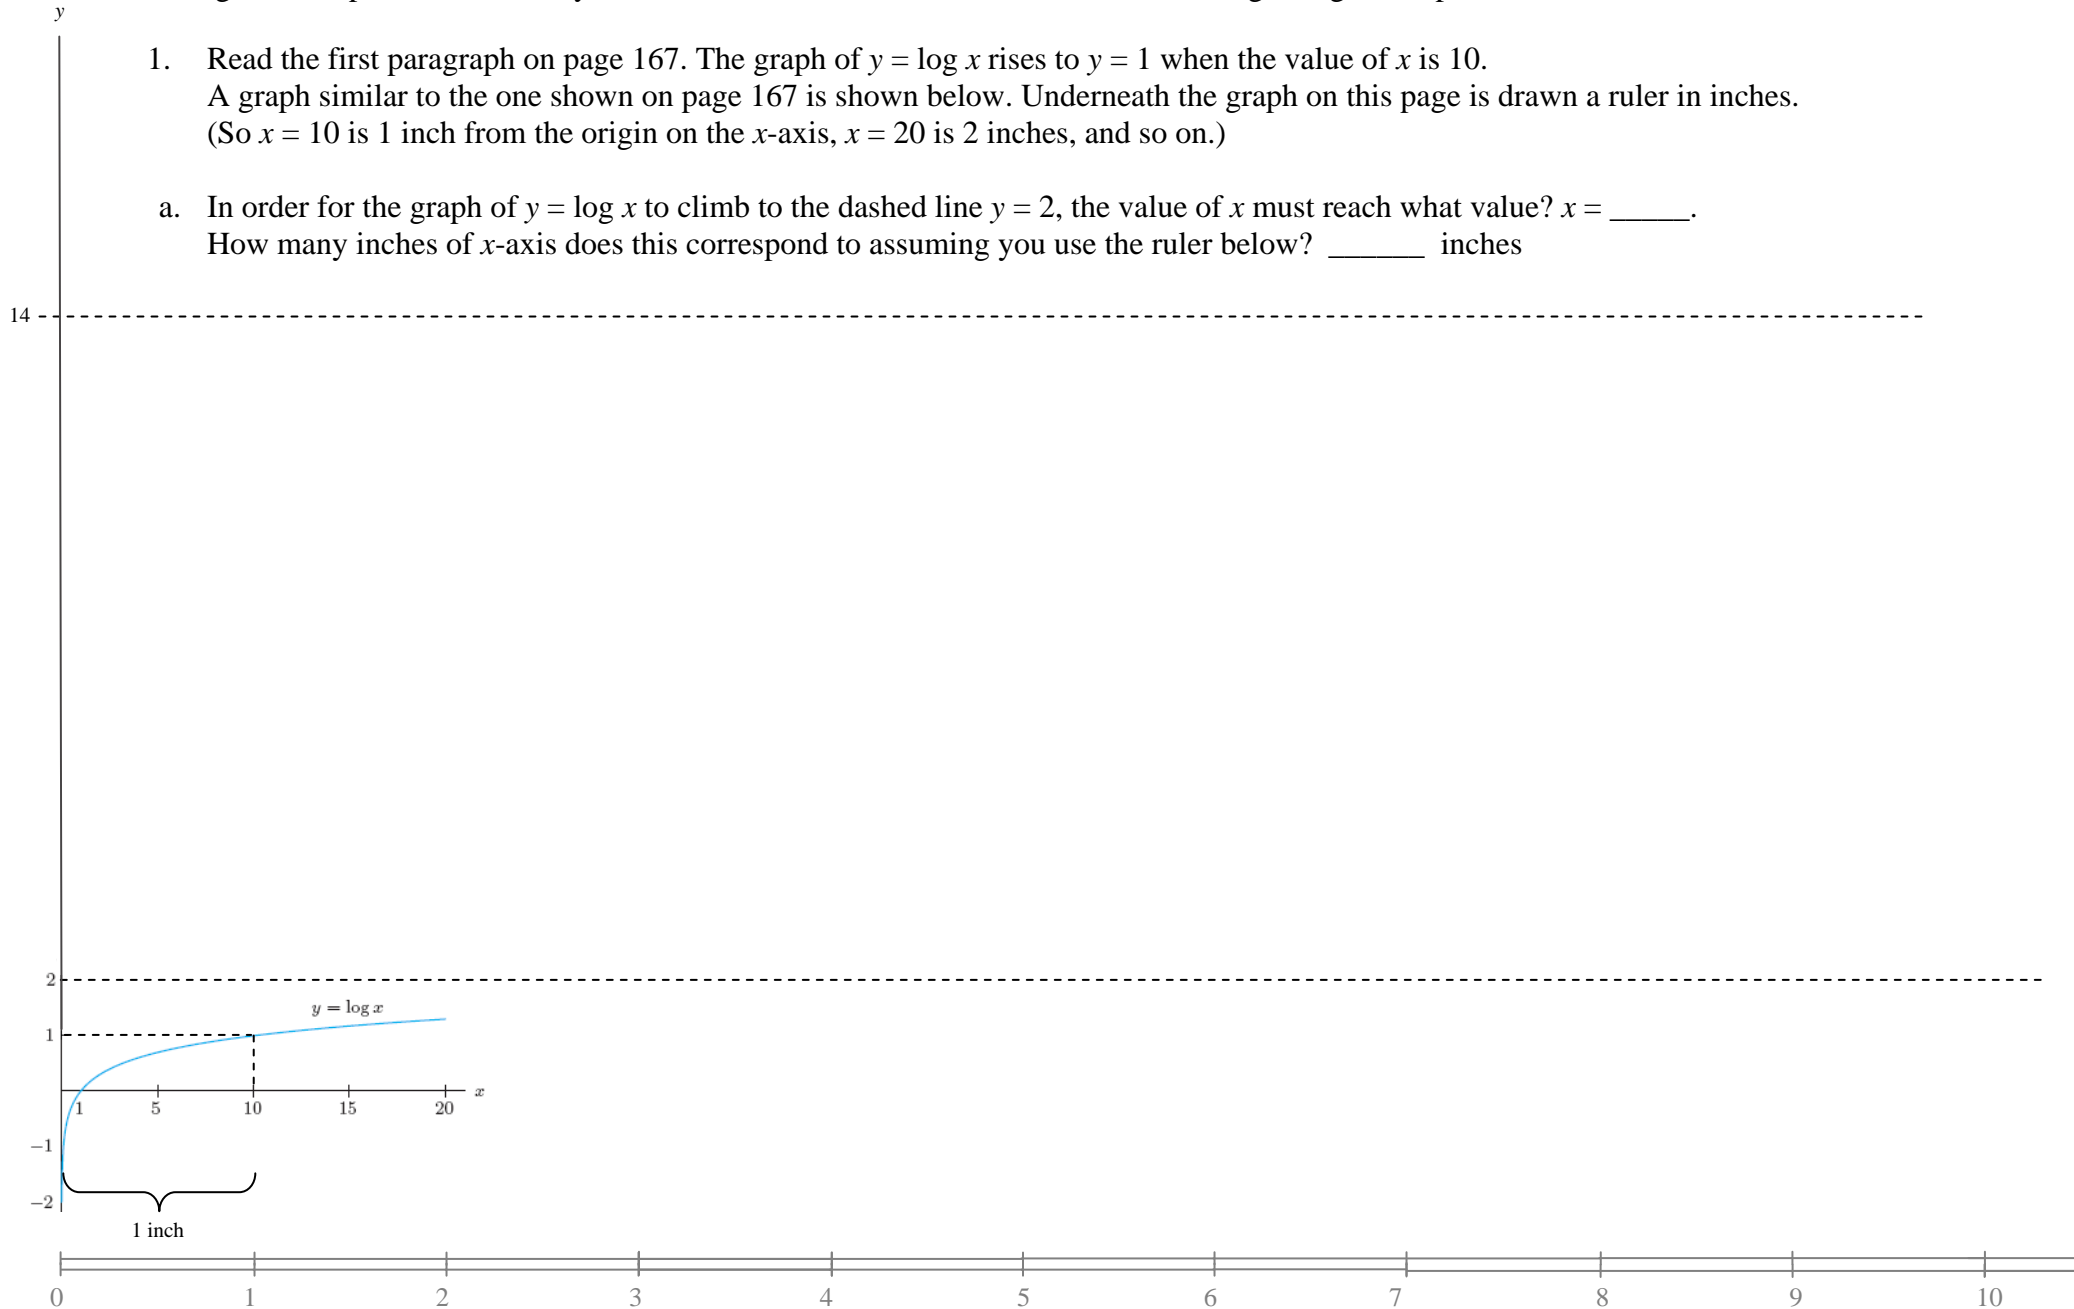 y
1. Read the first paragraph on page 167. The graph of y = log x rises to y = 1 when the value of x is 10.
A graph similar to the one shown on page 167 is shown below. Underneath the graph on this page is drawn a ruler in inches.
(So x = 10 is 1 inch from the origin on the x-axis, x = 20 is 2 inches, and so on.)
a. In order for the graph of y = log x to climb to the dashed line y = 2, the value of x must reach what value? x = _____.
How many inches of x-axis does this correspond to assuming you use the ruler below? ______ inches
14
2
y = log x
1
x
1 5 10 15 20
−1
−2
1 inch
0 1 2 3 4 5 6 7 8 9 10